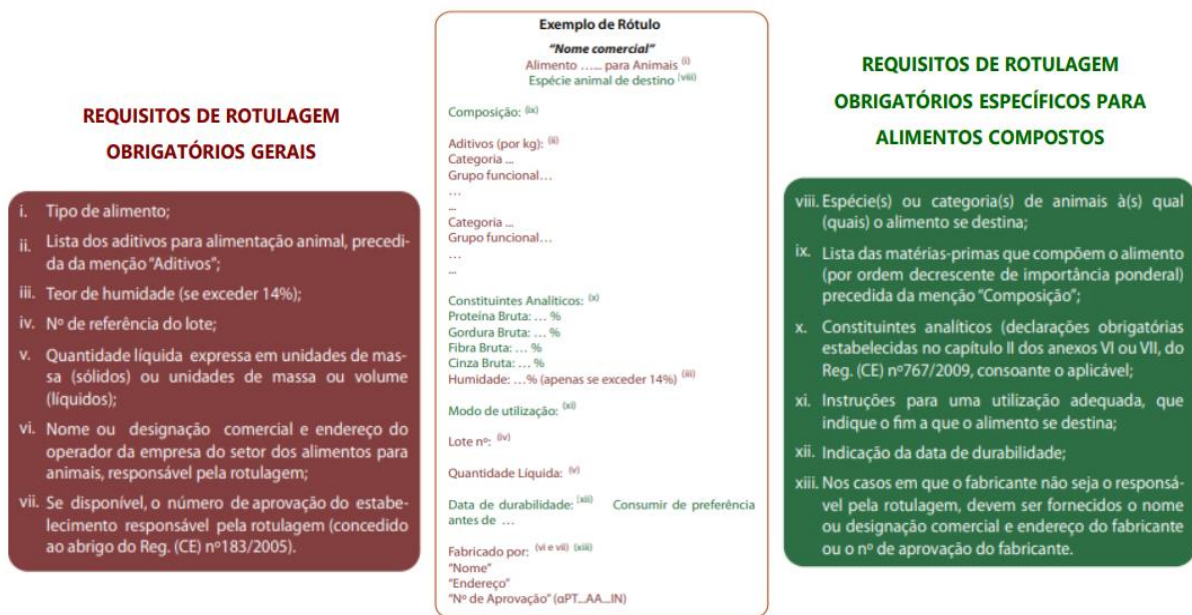 REQUISITOS DE ROTULAGEM
OBRIGATÓRIOS GERAIS
i. Tipo de alimento;
ii. Lista dos aditivos para alimentação animal, precedi-
da da menção "Aditivos";
iii. Teor de humidade (se exceder 14%);
iv. Nº de referência do lote;
v. Quantidade líquida expressa em unidades de mas-
sa (sólidos) ou unidades de massa ou volume
(líquidos);
vi. Nome ou designação comercial e endereço do
operador da empresa do setor dos alimentos para
animais, responsável pela rotulagem;
vii. Se disponível, o número de aprovação do estabe-
lecimento responsável pela rotulagem (concedido
ao abrigo do Reg. (CE) nº183/2005).
Exemplo de Rótulo
"Nome comercial"
Alimento ...... para Animais (i)
Espécie animal de destino (viii)
Composição: (ix)
Aditivos (por kg): (ii)
Categoria ...
Grupo funcional...
...
...
Categoria ...
Grupo funcional...
...
...
Constituintes Analíticos: (x)
Proteína Bruta: ... %
Gordura Bruta: ... %
Fibra Bruta: ... %
Cinza Bruta: ... %
Humidade: ...% (apenas se exceder 14%) (iii)
Modo de utilização: (xi)
Lote nº: (iv)
Quantidade Líquida: (v)
Data de durabilidade: (xii) Consumir de preferência
antes de ...
Fabricado por: (vi e vii) (xiii)
"Nome"
"Endereço"
"Nº de Aprovação" (αPT...AA...IN)
REQUISITOS DE ROTULAGEM
OBRIGATÓRIOS ESPECÍFICOS PARA
ALIMENTOS COMPOSTOS
viii. Espécie(s) ou categoria(s) de animais à(s) qual
(quais) o alimento se destina;
ix. Lista das matérias-primas que compõem o alimento
(por ordem decrescente de importância ponderal)
precedida da menção "Composição";
x. Constituintes analíticos (declarações obrigatórias
estabelecidas no capítulo II dos anexos VI ou VII, do
Reg. (CE) nº767/2009, consoante o aplicável;
xi. Instruções para uma utilização adequada, que
indique o fim a que o alimento se destina;
xii. Indicação da data de durabilidade;
xiii. Nos casos em que o fabricante não seja o responsá-
vel pela rotulagem, devem ser fornecidos o nome
ou designação comercial e endereço do fabricante
ou o nº de aprovação do fabricante.